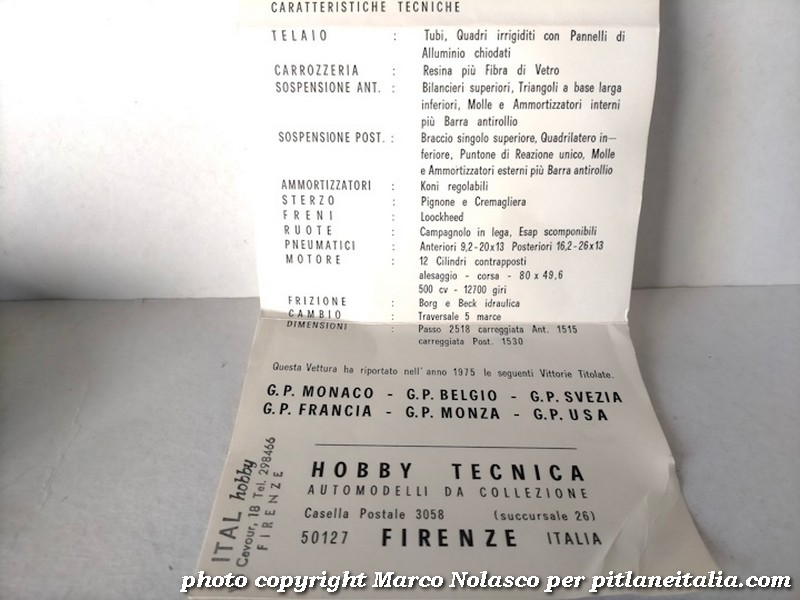 CARATTERISTICHE TECNICHE
TELAIO : Tubi, Quadri irrigiditi con Pannelli di
Alluminio chiodati
CARROZZERIA : Resina più Fibra di Vetro
SOSPENSIONE ANT. : Bilancieri superiori, Triangoli a base larga
inferiori, Molle e Ammortizzatori interni
più Barra antirollio
SOSPENSIONE POST. : Braccio singolo superiore, Quadrilatero in-
feriore, Puntone di Reazione unico, Molle
e Ammortizzatori esterni più Barra antirollio
AMMORTIZZATORI : Koni regolabili
STERZO : Pignone e Cremagliera
FRENI : Loockheed
RUOTE : Campagnolo in lega, Esap scomponibili
PNEUMATICI : Anteriori 9,2-20x13 Posteriori 16,2-26x13
MOTORE : 12 Cilindri contrapposti
alesaggio - corsa - 80 x 49,6
500 cv - 12700 giri
FRIZIONE : Borg e Beck idraulica
CAMBIO : Traversale 5 marce
DIMENSIONI : Passo 2518 carreggiata Ant. 1515
carreggiata Post. 1530
Questa Vettura ha riportato nell' anno 1975 le seguenti Vittorie Titolate.
G.P. MONACO - G.P. BELGIO - G.P. SVEZIA
G.P. FRANCIA - G.P. MONZA - G.P. USA
HOBBY TECNICA
AUTOMODELLI DA COLLEZIONE
Casella Postale 3058 (succursale 26)
50127 FIRENZE ITALIA
ITAL hobby
Cavour, 18 Tel. 298466
FIRENZE
photo copyright Marco Nolasco per pitlaneitalia.com